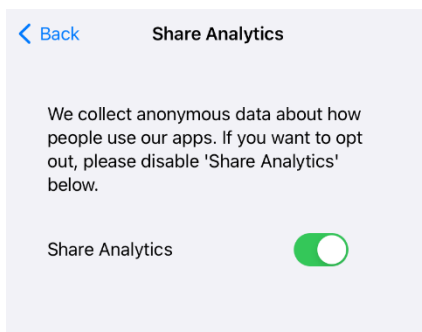 Back
Share Analytics
We collect anonymous data about how
people use our apps. If you want to opt
out, please disable 'Share Analytics'
below.
Share Analytics